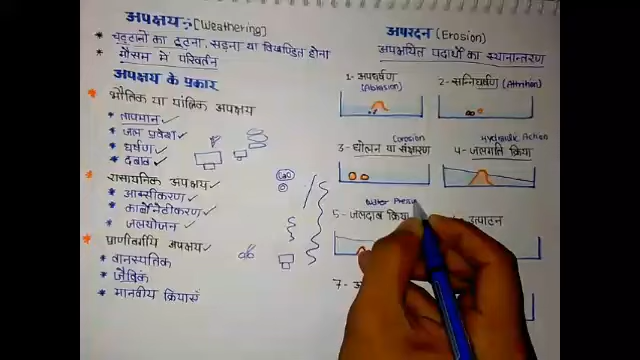 अपक्षय :- [Weathering]
* चट्टानों का टूटना, सड़ना या विखण्डित होना
* मौसम में परिवर्तन
अपक्षय के प्रकार
* भौतिक या यांत्रिक अपक्षय
* तापमान
* जल प्रवेश
* घर्षण
* दबाव
* रासायनिक अपक्षय
* आक्सीकरण
* कार्बोनेटीकरण
* जलयोजन
* प्राणीवर्गीय अपक्षय
* वानस्पतिक
* जैविक
* मानवीय क्रियाएं
अपरदन (Erosion)
अपक्षयित पदार्थो का स्थानान्तरण
1- अपघर्षण
(Abrasion)
2- सन्निघर्षण
(Attrition)
Corosion
3- घोलन या संक्षारण
Hydraulic Action
4- जलगति क्रिया
Water Pressu
5- जलदाब क्रिया
उत्पाटन
7-